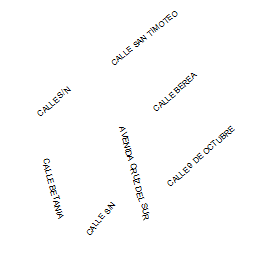 CALLE SAN TIMOTEO
CALLE S/N
CALLE BEREA
AVENIDA CRUZ DEL SUR
CALLE 9 DE OCTUBRE
CALLE BETANIA
CALLE S/N